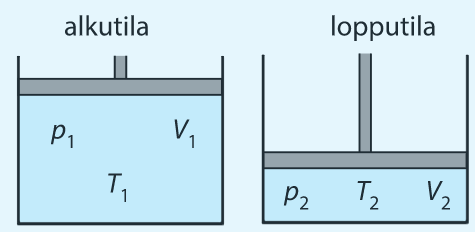 alkutila
p₁ V₁
T₁
lopputila
p₂ T₂ V₂